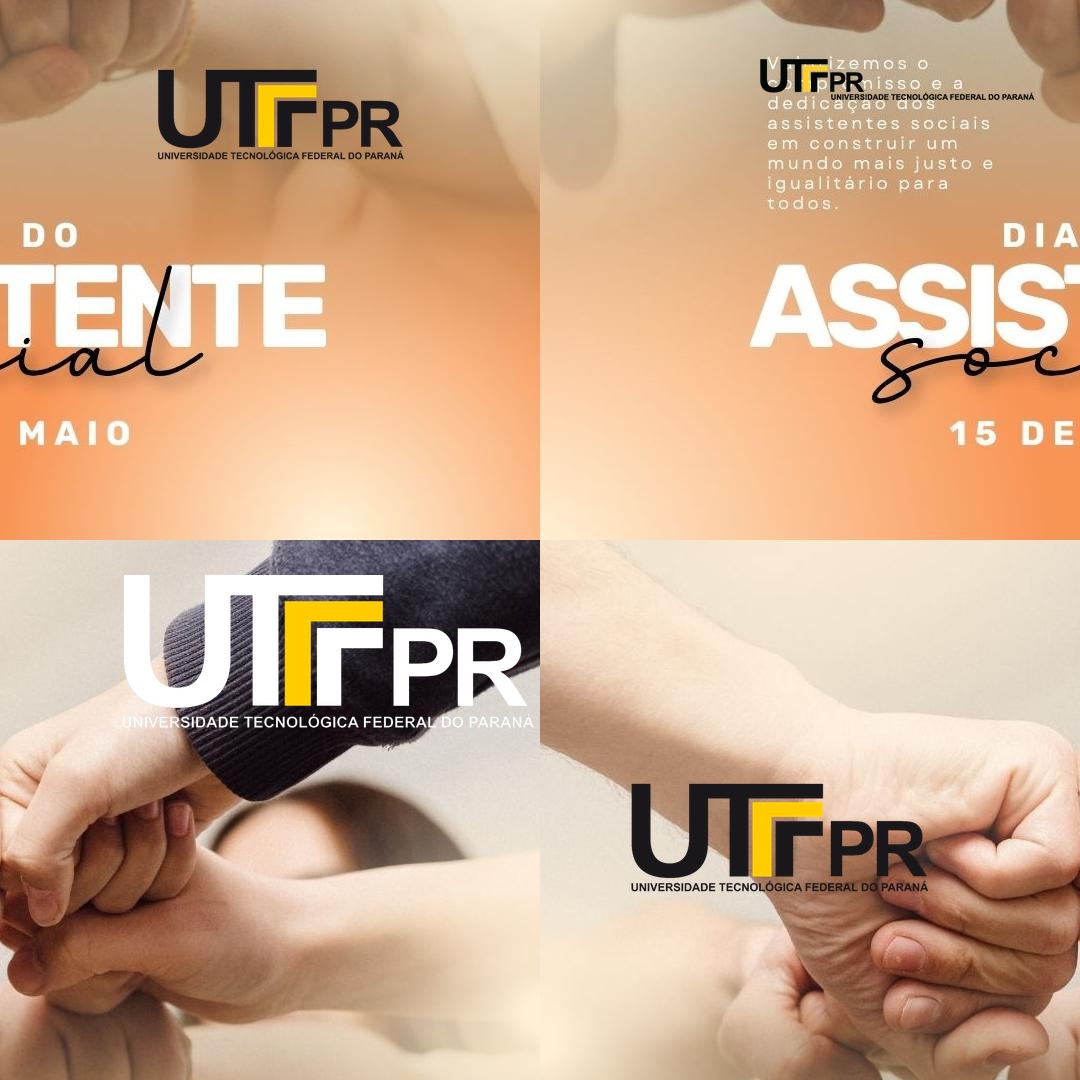 UTFPR
UNIVERSIDADE TECNOLÓGICA FEDERAL DO PARANÁ
DO
TENTE
ial
MAIO
UTFPR
UNIVERSIDADE TECNOLÓGICA FEDERAL DO PARANÁ
o
e a
dedicação dos
assistentes sociais
em construir um
mundo mais justo e
igualitário para
todos.
DIA
ASSIST
soc
15 DE
UTFPR
UNIVERSIDADE TECNOLÓGICA FEDERAL DO PARANÁ
UTFPR
UNIVERSIDADE TECNOLÓGICA FEDERAL DO PARANÁ